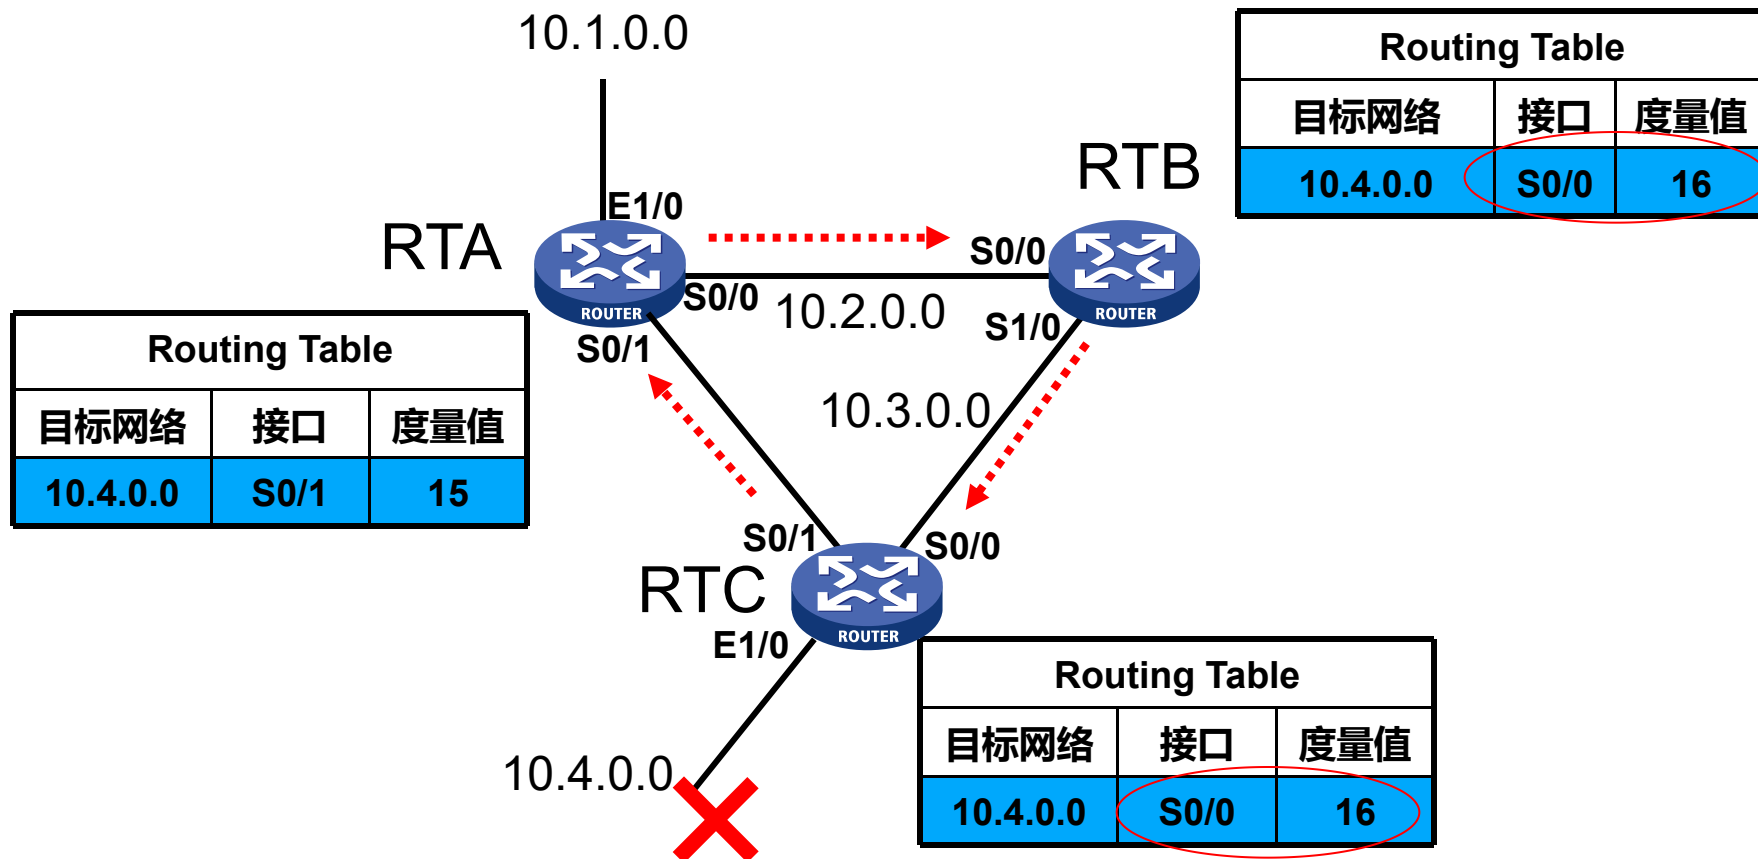 10.1.0.0
Routing Table
目标网络 接口 度量值
10.4.0.0 S0/0 16
RTB
RTA
E1/0
S0/0
S0/0
10.2.0.0
ROUTER
ROUTER
S1/0
S0/1
Routing Table
目标网络 接口 度量值
10.4.0.0 S0/1 15
10.3.0.0
S0/1
S0/0
RTC
ROUTER
E1/0
Routing Table
目标网络 接口 度量值
10.4.0.0 S0/0 16
10.4.0.0